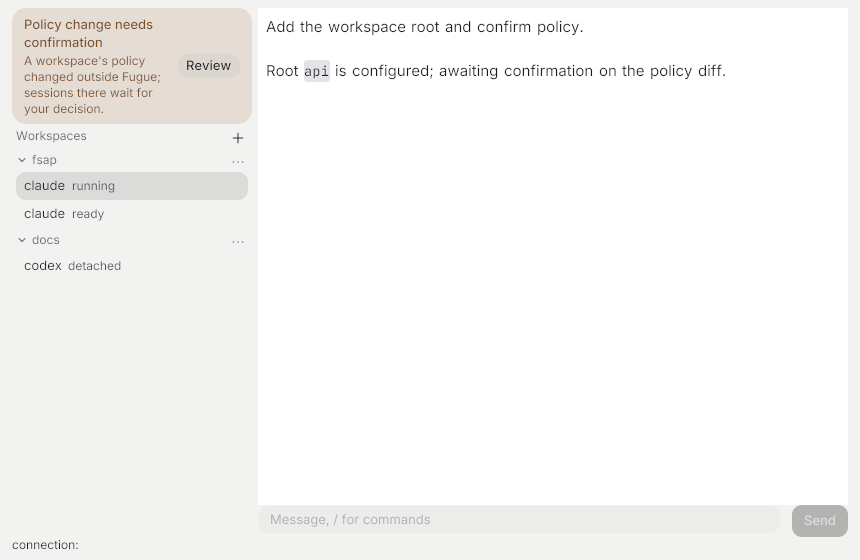 Policy change needs
confirmation
A workspace's policy
changed outside Fugue;
sessions there wait for
your decision.
Review
Workspaces
fsap
...
claude running
claude ready
docs
...
codex detached
connection:
Add the workspace root and confirm policy.
Root api is configured; awaiting confirmation on the policy diff.
Message, / for commands
Send